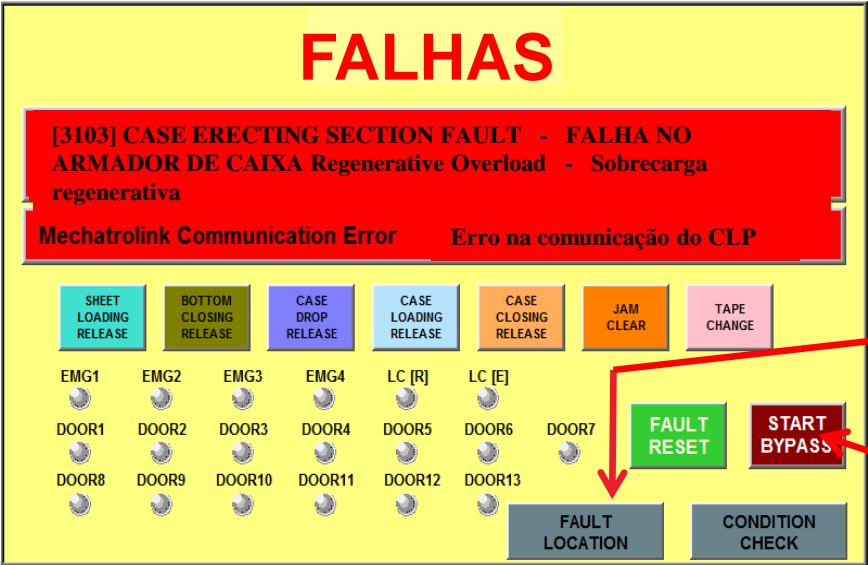 FALHAS
[3103] CASE ERECTING SECTION FAULT - FALHA NO
ARMADOR DE CAIXA Regenerative Overload - Sobrecarga
regenerativa
Mechatrolink Communication Error Erro na comunicação do CLP
SHEET
LOADING
RELEASE
BOTTOM
CLOSING
RELEASE
CASE
DROP
RELEASE
CASE
LOADING
RELEASE
CASE
CLOSING
RELEASE
JAM
CLEAR
TAPE
CHANGE
EMG1 EMG2 EMG3 EMG4 LC [R] LC [E]
DOOR1 DOOR2 DOOR3 DOOR4 DOOR5 DOOR6 DOOR7
DOOR8 DOOR9 DOOR10 DOOR11 DOOR12 DOOR13
FAULT
RESET
START
BYPASS
FAULT
LOCATION
CONDITION
CHECK